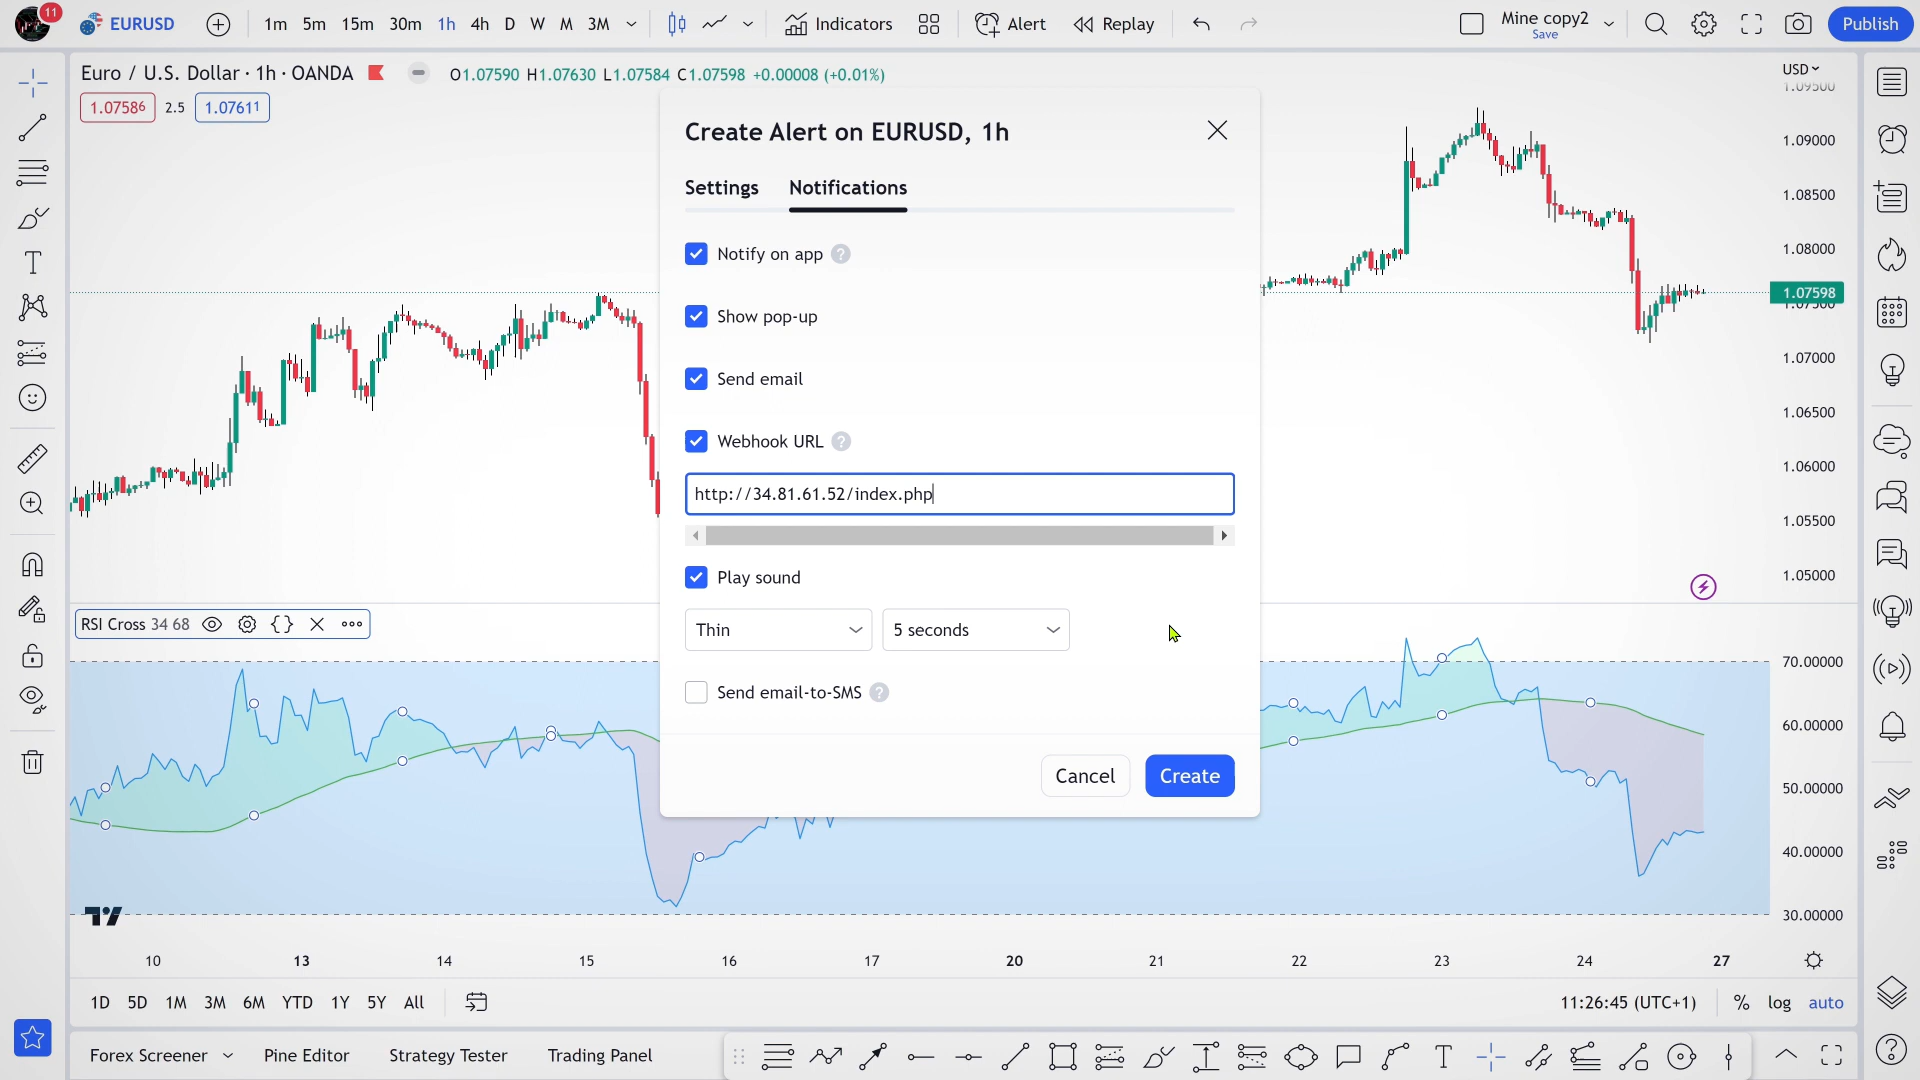 11
EURUSD
1m 5m 15m 30m 1h 4h D W M 3M
Indicators
Alert
Replay
Mine copy2
Save
Publish
Euro / U.S. Dollar · 1h · OANDA
O1.07590 H1.07630 L1.07584 C1.07598 +0.00008 (+0.01%)
1.07586 2.5 1.07611
USD
1.09500
1.09000
1.08500
1.08000
1.07598
1.07500
1.07000
1.06500
1.06000
1.05500
1.05000
Create Alert on EURUSD, 1h
Settings Notifications
Notify on app ?
Show pop-up
Send email
Webhook URL ?
http://34.81.61.52/index.php
Play sound
Thin 5 seconds
Send email-to-SMS ?
Cancel Create
RSI Cross 34 68
70.00000
60.00000
50.00000
40.00000
30.00000
10 13 14 15 16 17 20 21 22 23 24 27
1D 5D 1M 3M 6M YTD 1Y 5Y All
11:26:45 (UTC+1) % log auto
Forex Screener Pine Editor Strategy Tester Trading Panel